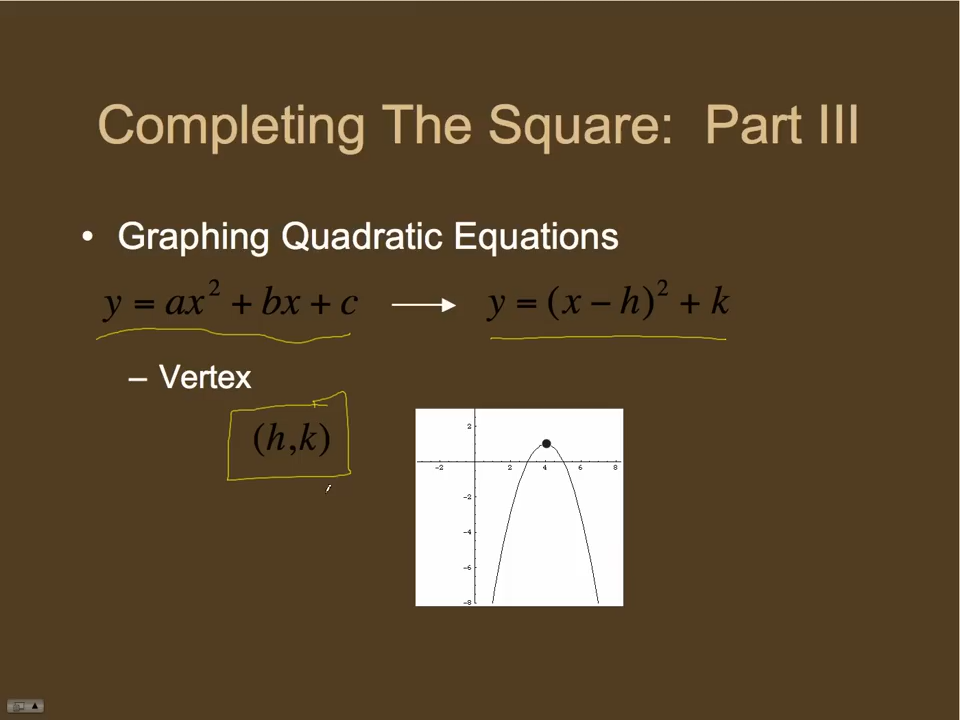 Completing The Square: Part III
• Graphing Quadratic Equations
y = ax² + bx + c → y = (x − h)² + k
– Vertex
(h,k)
2
-2 2 4 6 8
-2
-4
-6
-8